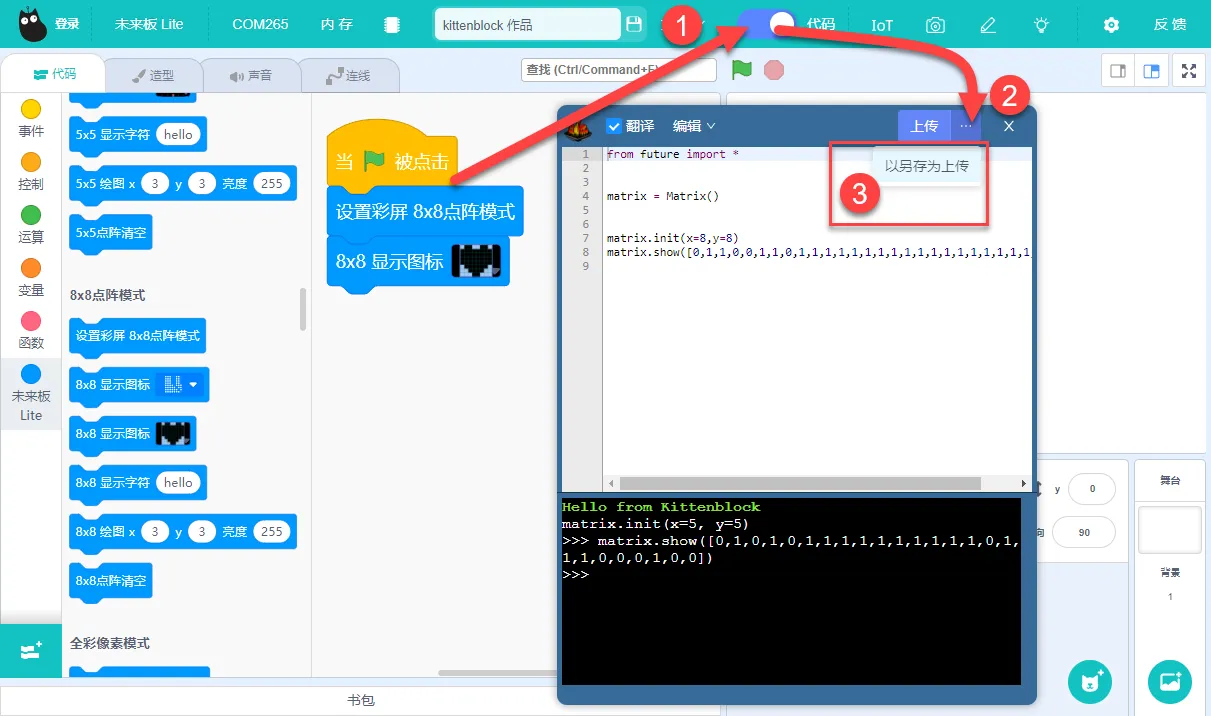 登录
未来板 Lite
COM265
内 存
kittenblock 作品
1
代码
IoT
反 馈
代码
造型
声音
连线
查找 (Ctrl/Command+F)
2
事件
控制
运算
变量
函数
未来板
Lite
5x5 显示字符 hello
5x5 绘图 x 3 y 3 亮度 255
5x5点阵清空
8x8点阵模式
设置彩屏 8x8点阵模式
8x8 显示图标
8x8 显示图标
8x8 显示字符 hello
8x8 绘图 x 3 y 3 亮度 255
8x8点阵清空
全彩像素模式
当 被点击
设置彩屏 8x8点阵模式
8x8 显示图标
翻译 编辑 上传 ... X
以另存为上传
3
1 from future import *
2
3
4 matrix = Matrix()
5
6
7 matrix.init(x=8,y=8)
8 matrix.show([0,1,1,0,0,1,1,0,1,1,1,1,1,1,1,1,1,1,1,1,1,1,1,1,1,1,
9
Hello from Kittenblock
matrix.init(x=5, y=5)
>>> matrix.show([0,1,0,1,0,1,1,1,1,1,1,1,1,1,1,0,1,
1,1,0,0,0,1,0,0])
>>>
y 0
向 90
舞台
背景
1
书包